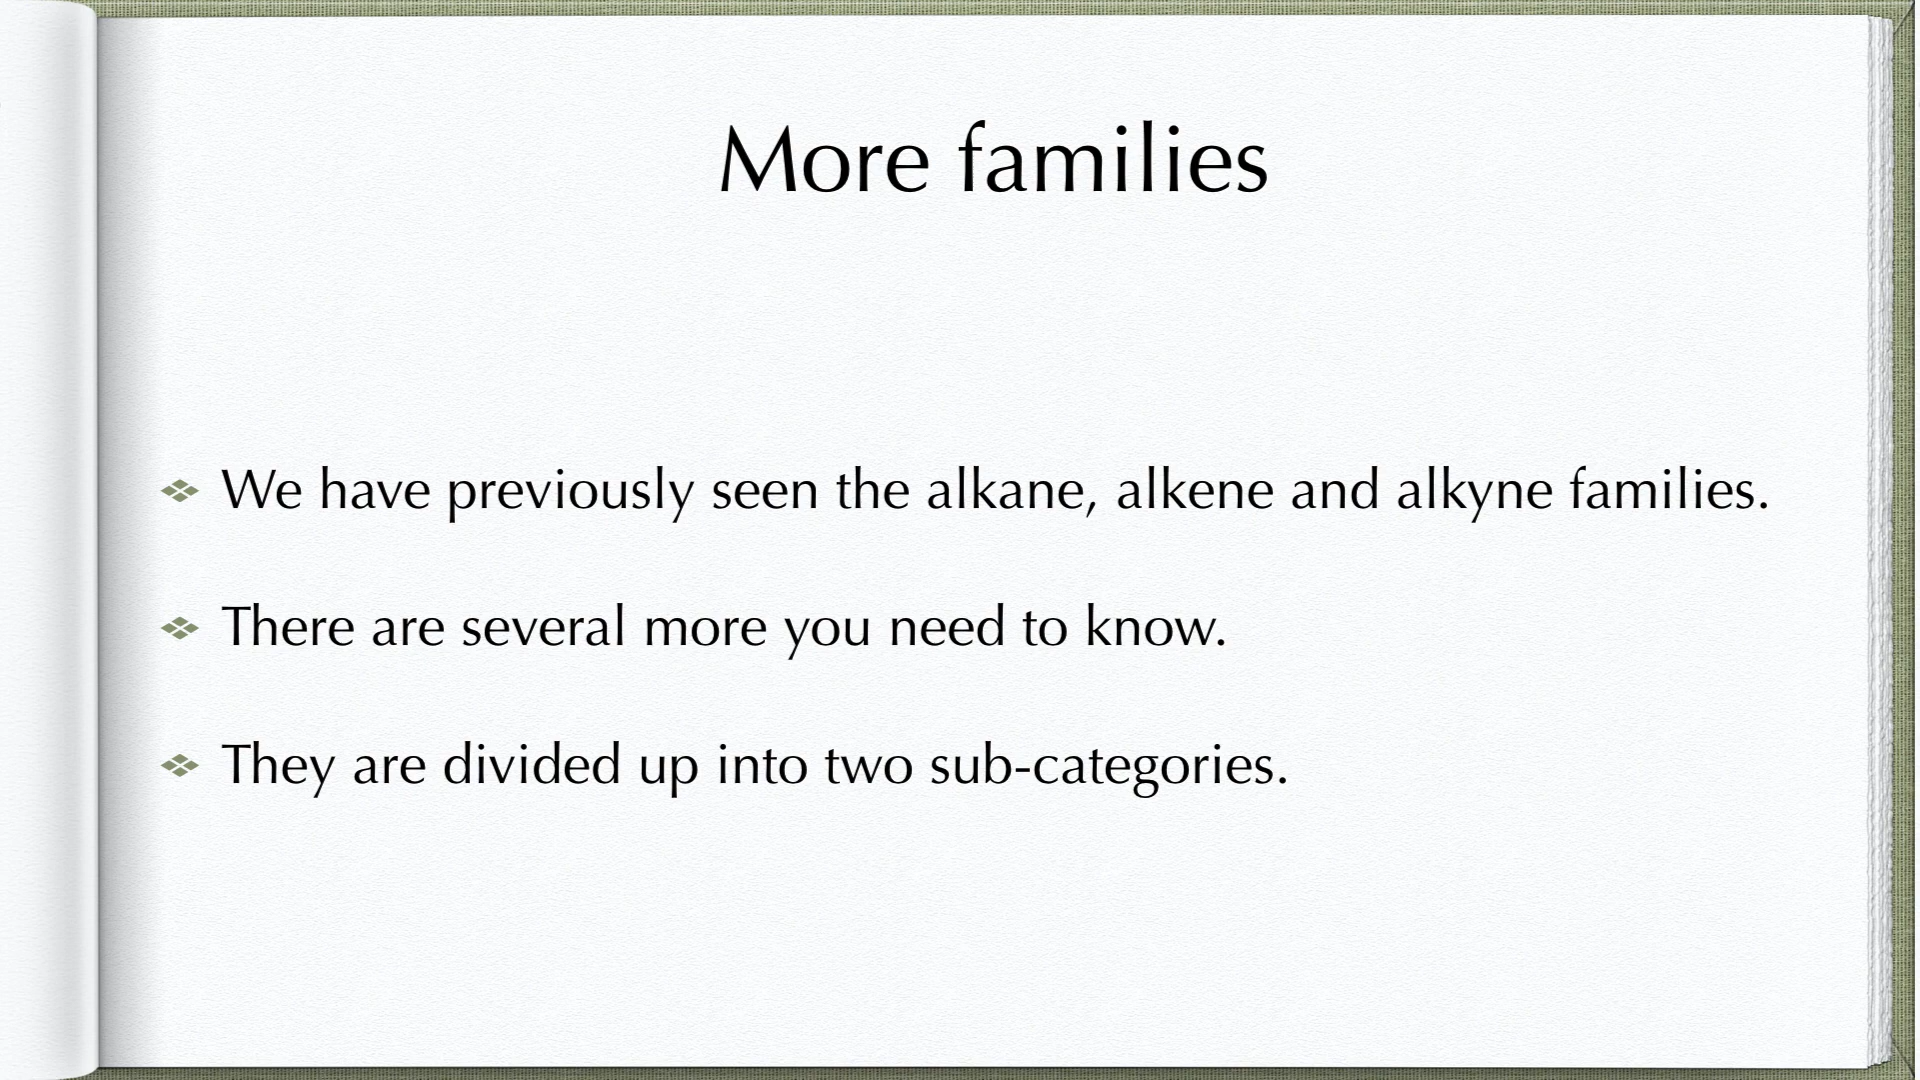 More families
We have previously seen the alkane, alkene and alkyne families.
There are several more you need to know.
They are divided up into two sub-categories.